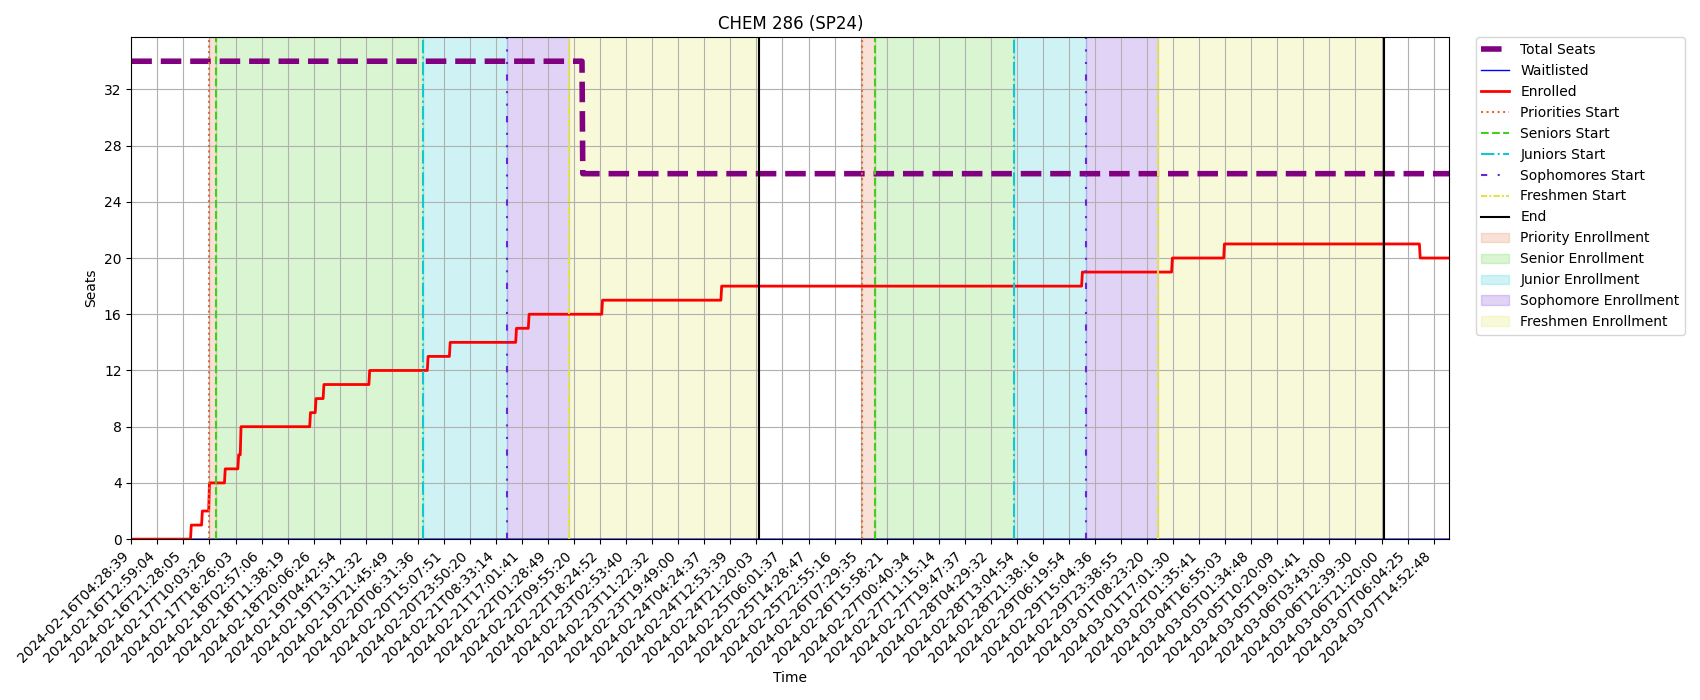 CHEM 286 (SP24)
Seats
32
28
24
20
16
12
8
4
0
2024-02-16T04:28:39
2024-02-16T12:59:04
2024-02-16T21:28:05
2024-02-17T10:03:26
2024-02-17T18:26:03
2024-02-18T02:57:06
2024-02-18T11:38:19
2024-02-18T20:06:26
2024-02-19T04:42:54
2024-02-19T13:12:32
2024-02-19T21:45:49
2024-02-20T06:31:36
2024-02-20T15:07:51
2024-02-20T23:50:20
2024-02-21T08:33:14
2024-02-21T17:01:41
2024-02-22T01:28:49
2024-02-22T09:55:20
2024-02-22T18:24:52
2024-02-23T02:53:40
2024-02-23T11:22:32
2024-02-23T19:49:00
2024-02-24T04:24:37
2024-02-24T12:53:39
2024-02-24T21:20:03
2024-02-25T06:01:37
2024-02-25T14:28:47
2024-02-25T22:55:16
2024-02-26T07:29:35
2024-02-26T15:58:21
2024-02-27T00:40:34
2024-02-27T11:15:14
2024-02-27T19:47:37
2024-02-28T04:29:32
2024-02-28T13:04:54
2024-02-28T21:38:16
2024-02-29T06:19:54
2024-02-29T15:04:36
2024-02-29T23:38:55
2024-03-01T08:23:20
2024-03-01T17:01:30
2024-03-02T01:35:41
2024-03-04T16:55:03
2024-03-05T01:34:48
2024-03-05T10:20:09
2024-03-05T19:01:41
2024-03-06T03:43:00
2024-03-06T12:39:30
2024-03-06T21:20:00
2024-03-07T06:04:25
2024-03-07T14:52:48
Time
Total Seats
Waitlisted
Enrolled
Priorities Start
Seniors Start
Juniors Start
Sophomores Start
Freshmen Start
End
Priority Enrollment
Senior Enrollment
Junior Enrollment
Sophomore Enrollment
Freshmen Enrollment